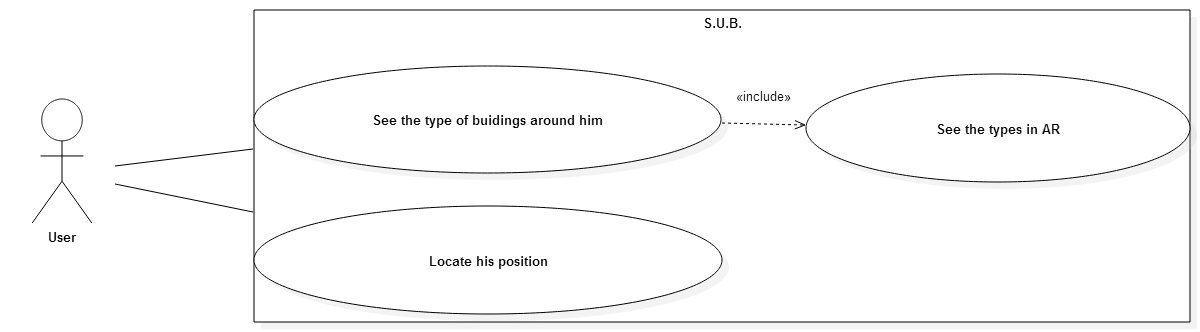 S.U.B.
See the type of buidings around him
«include»
See the types in AR
User
Locate his position